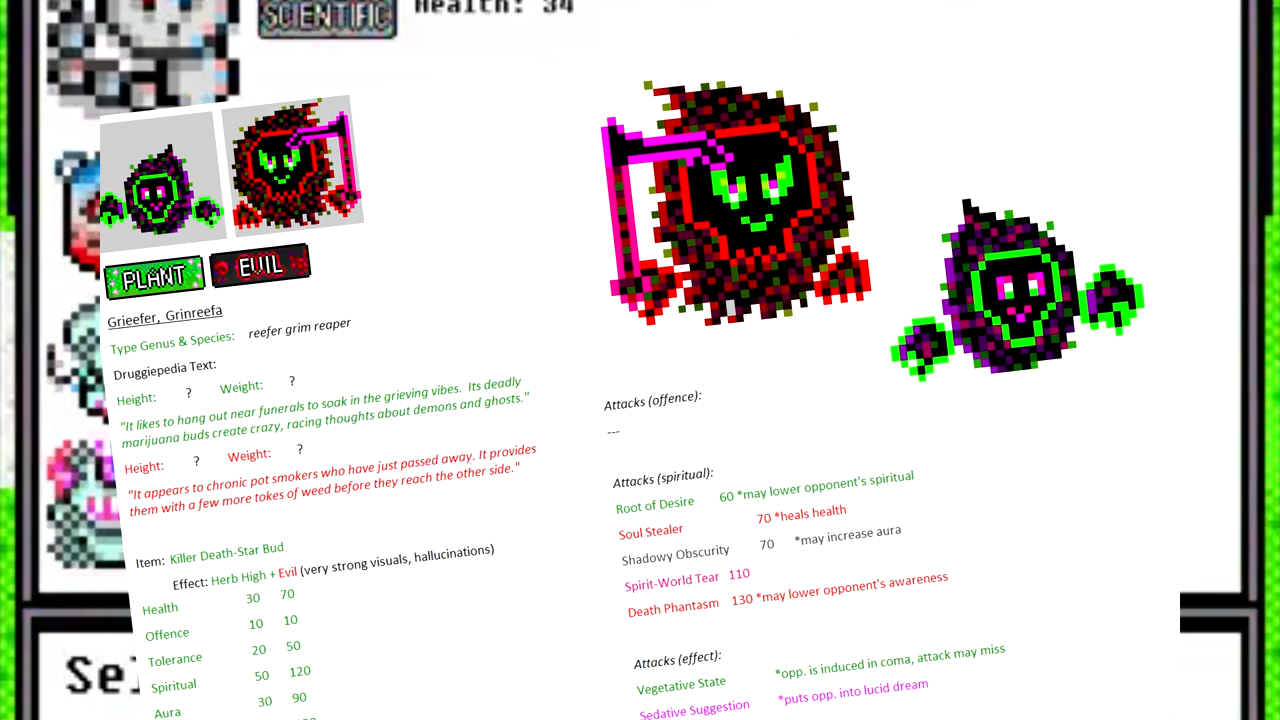 SCIENTIFIC
Health: 34
PLANT EVIL
Grieefer, Grinreefa
Type Genus & Species: reefer grim reaper
Druggiepedia Text:
Height: ? Weight: ?
"It likes to hang out near funerals to soak in the grieving vibes. Its deadly
marijuana buds create crazy, racing thoughts about demons and ghosts."
Height: ? Weight: ?
"It appears to chronic pot smokers who have just passed away. It provides
them with a few more tokes of weed before they reach the other side."
Item: Killer Death-Star Bud
Effect: Herb High + Evil (very strong visuals, hallucinations)
Health 30 70
Offence 10 10
Tolerance 20 50
Spiritual 50 120
Aura 30 90
Attacks (offence):
---
Attacks (spiritual):
Root of Desire 60 *may lower opponent's spiritual
Soul Stealer 70 *heals health
Shadowy Obscurity 70 *may increase aura
Spirit-World Tear 110
Death Phantasm 130 *may lower opponent's awareness
Attacks (effect):
Vegetative State *opp. is induced in coma, attack may miss
Sedative Suggestion *puts opp. into lucid dream